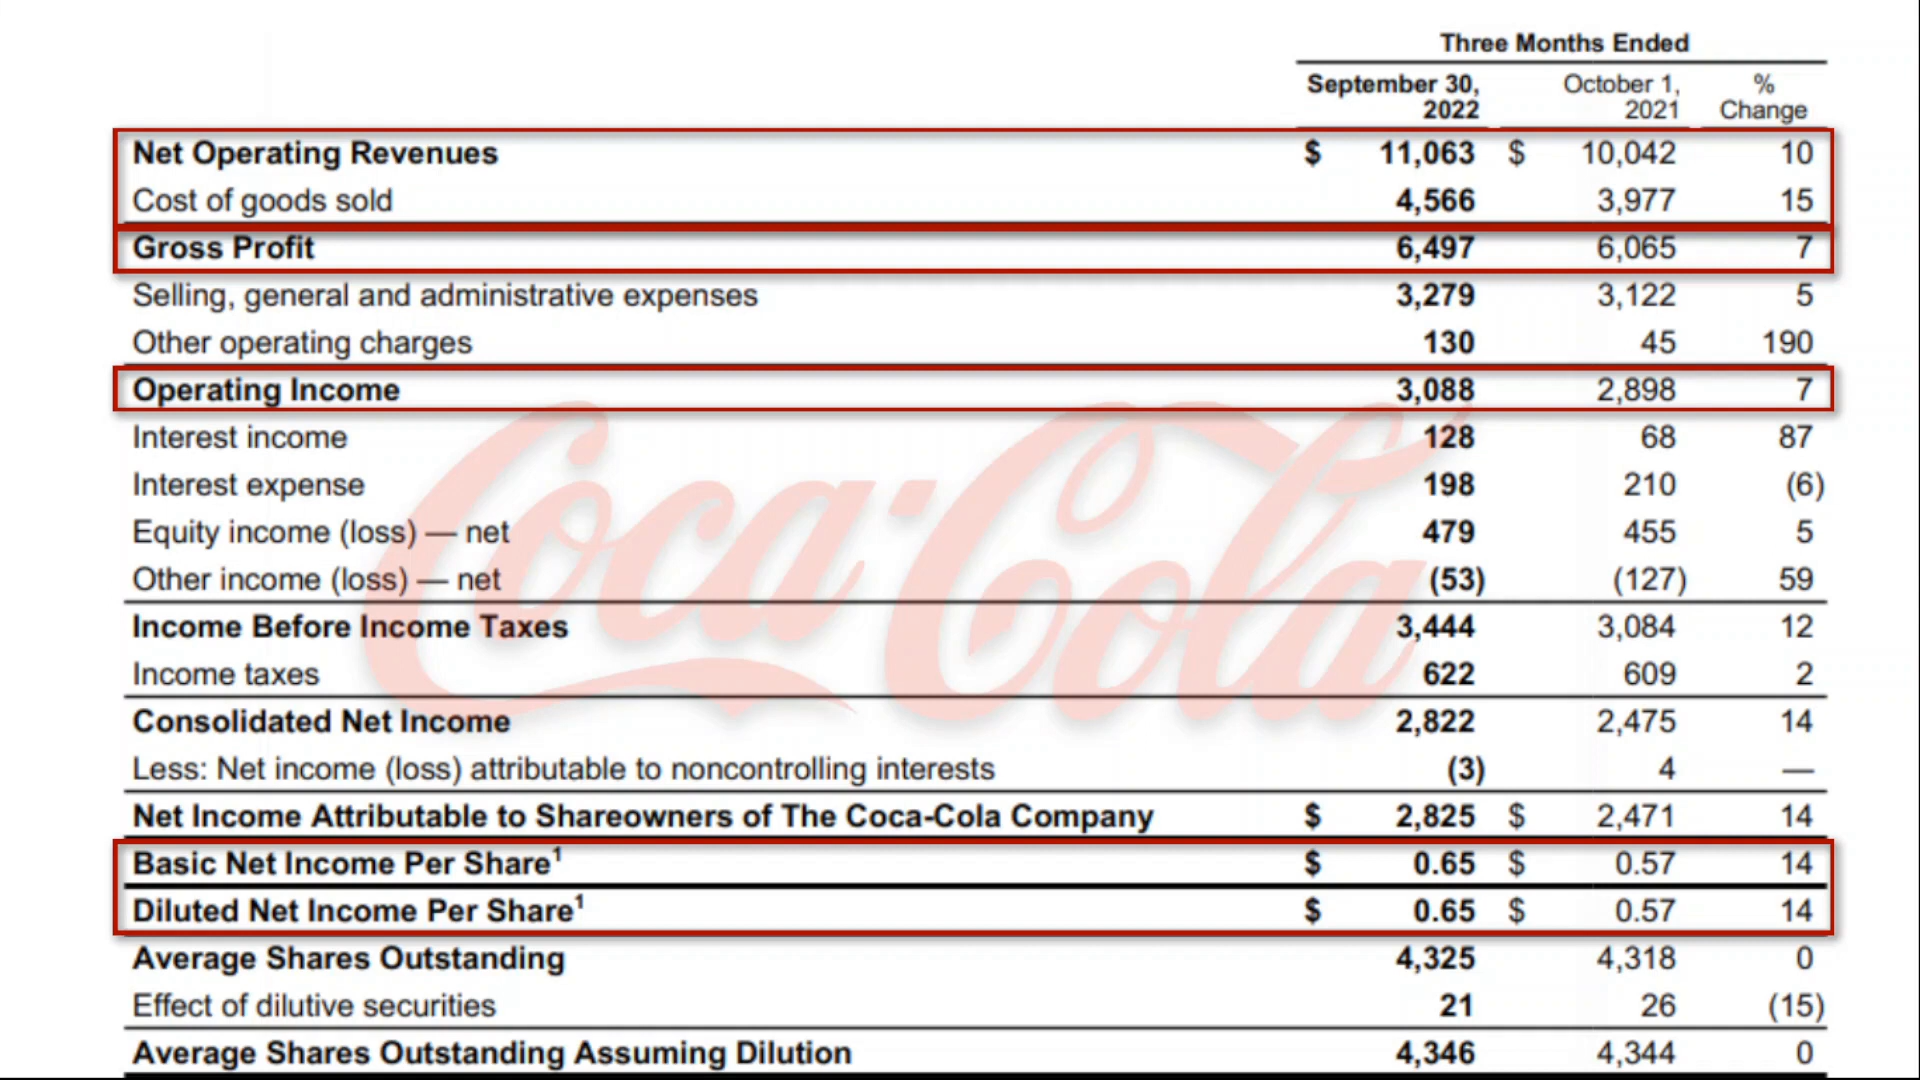 Three Months Ended
September 30, 2022 October 1, 2021 % Change
Net Operating Revenues $ 11,063 $ 10,042 10
Cost of goods sold 4,566 3,977 15
Gross Profit 6,497 6,065 7
Selling, general and administrative expenses 3,279 3,122 5
Other operating charges 130 45 190
Operating Income 3,088 2,898 7
Interest income 128 68 87
Interest expense 198 210 (6)
Equity income (loss) — net 479 455 5
Other income (loss) — net (53) (127) 59
Income Before Income Taxes 3,444 3,084 12
Income taxes 622 609 2
Consolidated Net Income 2,822 2,475 14
Less: Net income (loss) attributable to noncontrolling interests (3) 4 —
Net Income Attributable to Shareowners of The Coca-Cola Company $ 2,825 $ 2,471 14
Basic Net Income Per Share¹ $ 0.65 $ 0.57 14
Diluted Net Income Per Share¹ $ 0.65 $ 0.57 14
Average Shares Outstanding 4,325 4,318 0
Effect of dilutive securities 21 26 (15)
Average Shares Outstanding Assuming Dilution 4,346 4,344 0
Coca-Cola